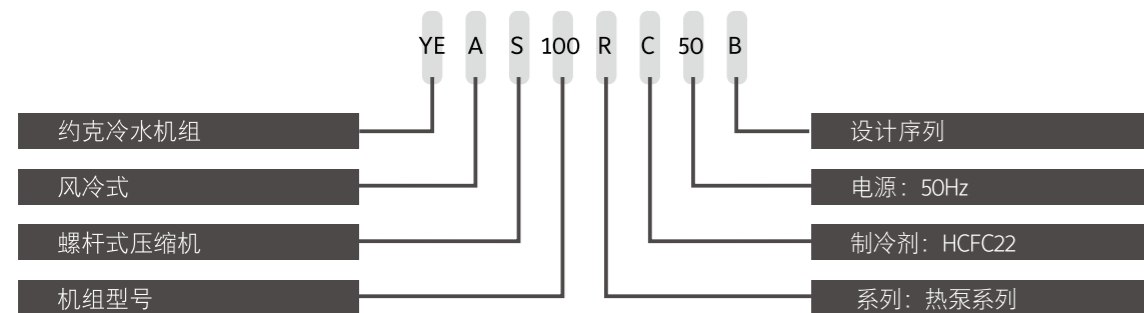 YE A S 100 R C 50 B
约克冷水机组
设计序列
风冷式
电源：50Hz
螺杆式压缩机
制冷剂：HCFC22
机组型号
系列：热泵系列